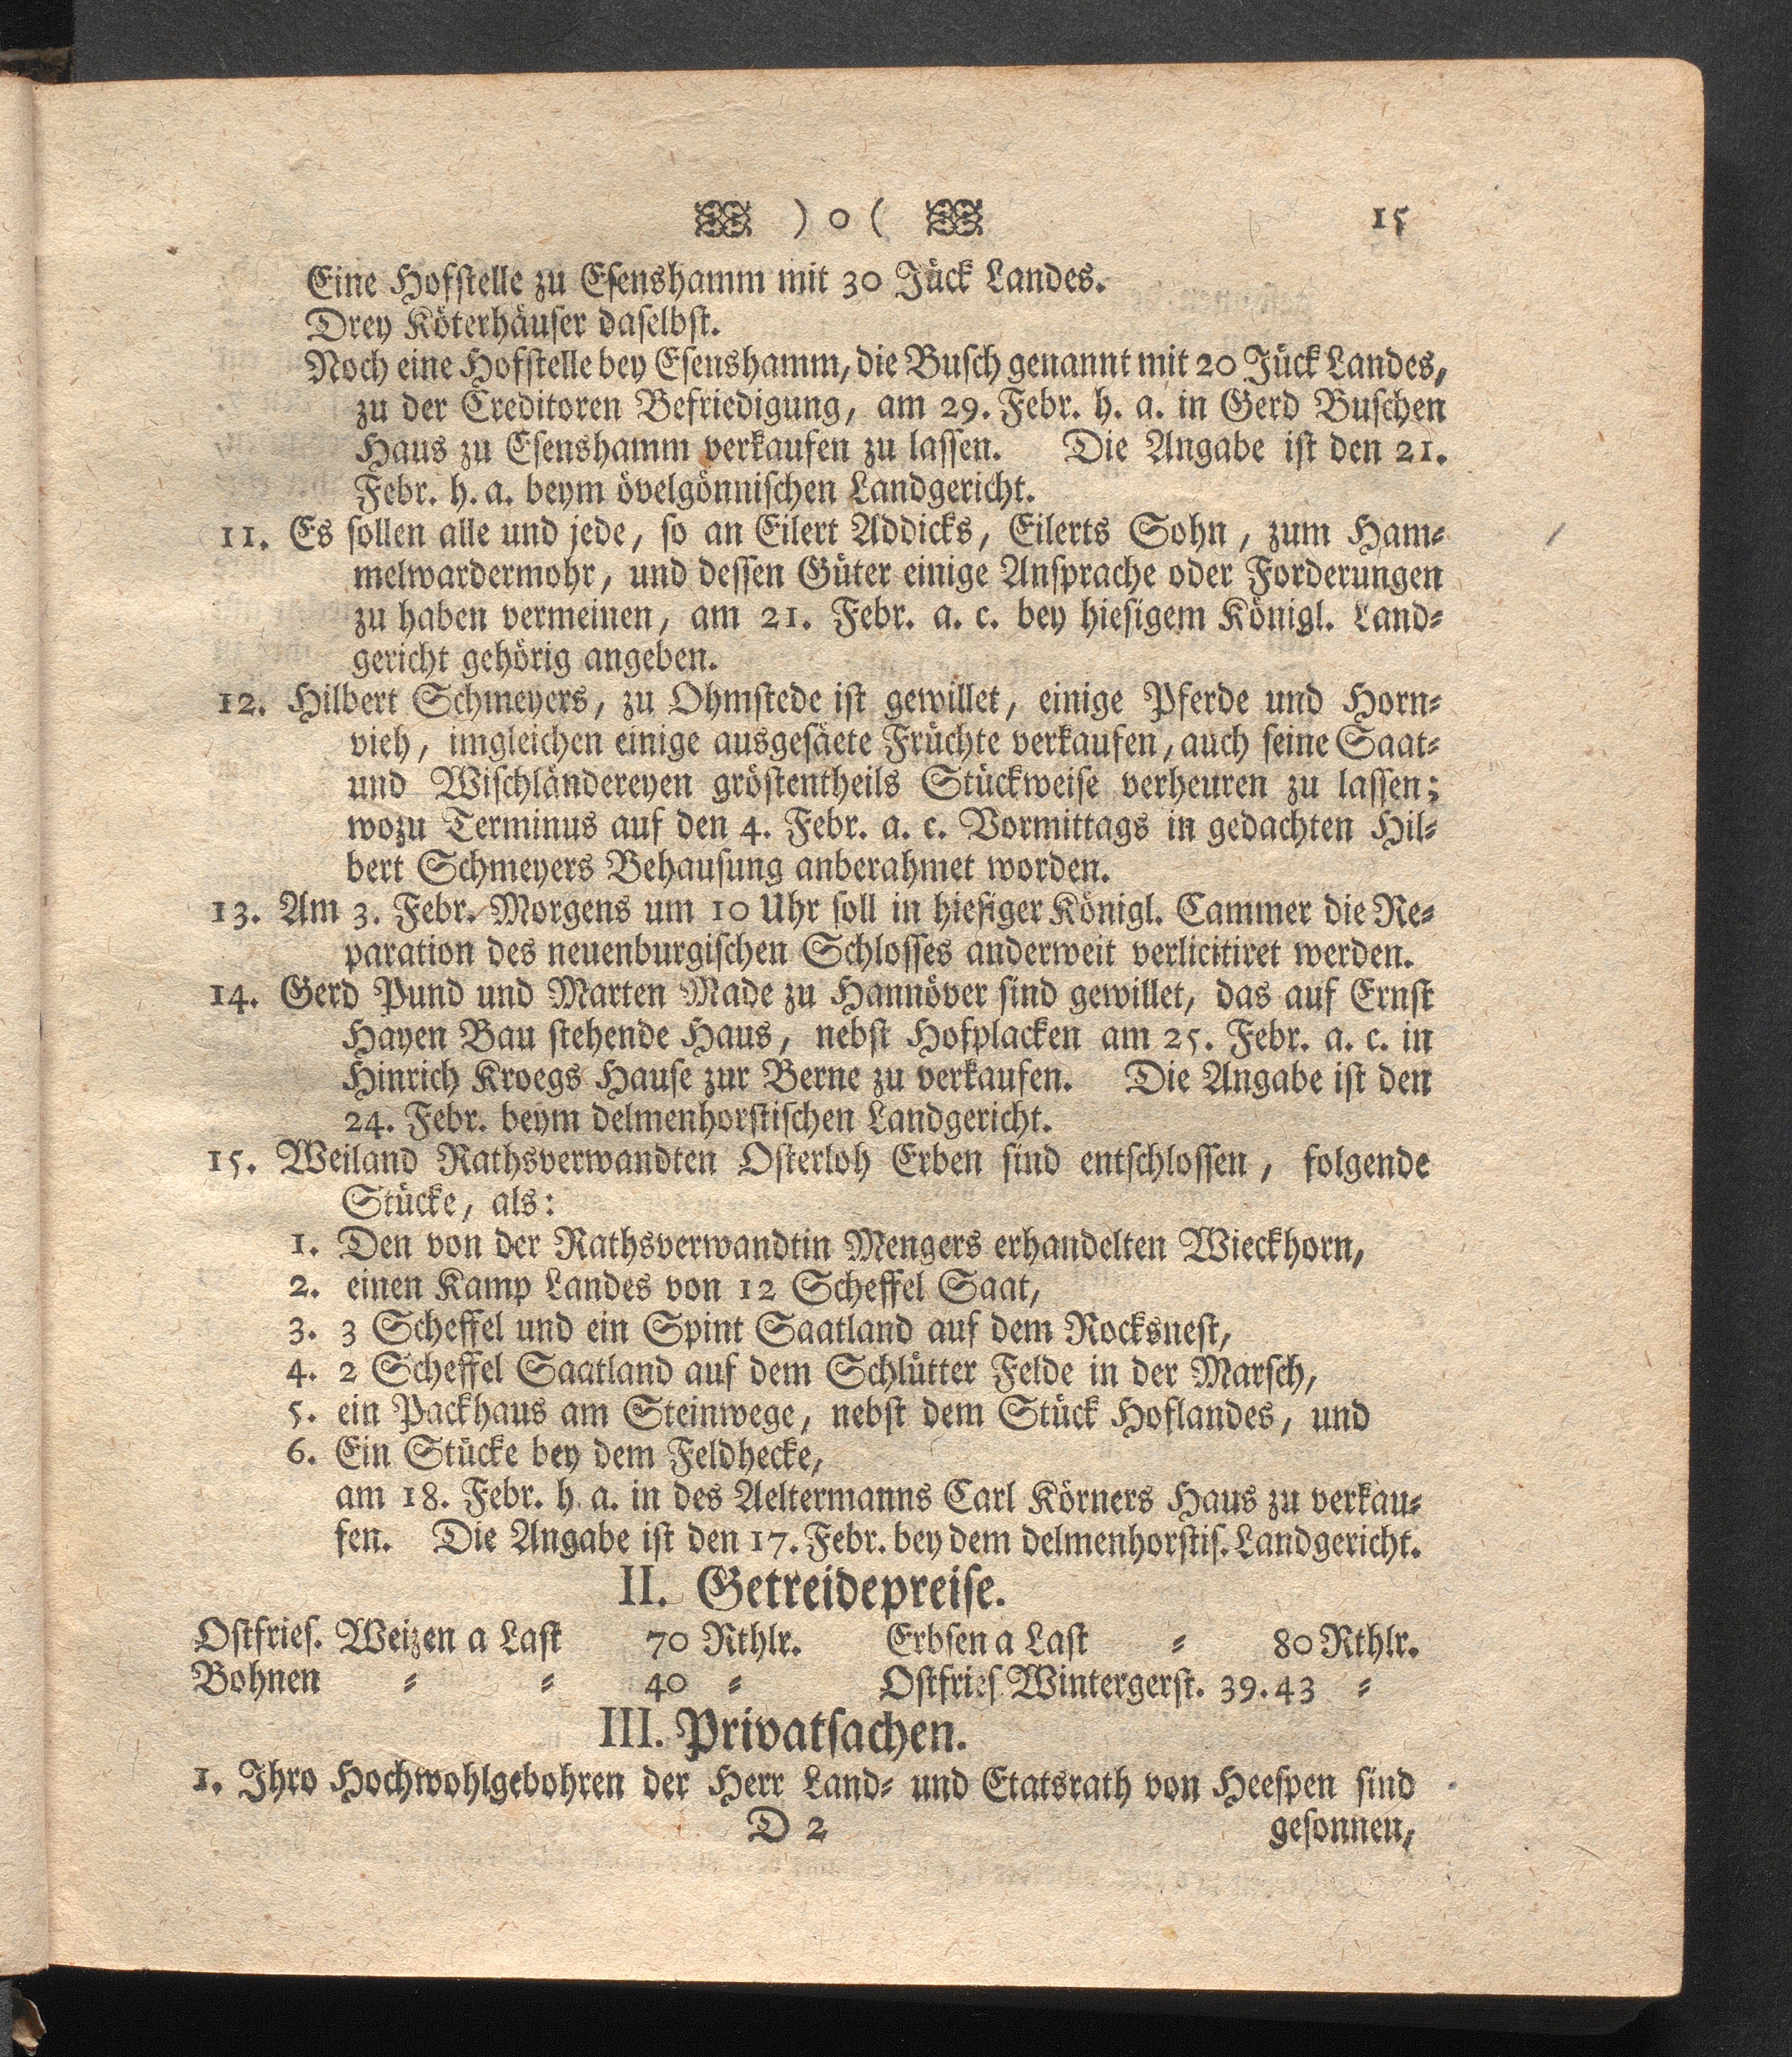 ) o ( 15
Eine Hofstelle zu Esenshamm mit 30 Jück Landes.
Drey Köterhäuser daselbst.
Noch eine Hofstelle bey Esenshamm, die Busch genannt mit 20 Jück Landes,
zu der Creditoren Befriedigung, am 29. Febr. h. a. in Gerd Buschen
Haus zu Esenshamm verkaufen zu lassen. Die Angabe ist den 21.
Febr. h. a. beym övelgönnischen Landgericht.
11. Es sollen alle und jede, so an Eilert Addicks, Eilerts Sohn, zum Ham-
melwardermohr, und dessen Güter einige Ansprache oder Forderungen
zu haben vermeinen, am 21. Febr. a. c. bey hiesigem Königl. Land-
gericht gehörig angeben.
12. Hilbert Schmeyers, zu Ohmstede ist gewillet, einige Pferde und Horn-
vieh, imgleichen einige ausgesäete Früchte verkaufen, auch seine Saat-
und Wischländereyen gröstentheils Stückweise verheuren zu lassen;
wozu Terminus auf den 4. Febr. a. c. Vormittags in gedachten Hil-
bert Schmeyers Behausung anberahmet worden.
13. Am 3. Febr. Morgens um 10 Uhr soll in hiesiger Königl. Cammer die Re-
paration des neuenburgischen Schlosses anderweit verlicitiret werden.
14. Gerd Pund und Marten Made zu Hannöver sind gewillet, das auf Ernst
Hayen Bau stehende Haus, nebst Hofplacken am 25. Febr. a. c. in
Hinrich Kroegs Hause zur Berne zu verkaufen. Die Angabe ist den
24. Febr. beym delmenhorstischen Landgericht.
15. Weiland Rathsverwandten Osterloh Erben sind entschlossen, folgende
Stücke, als:
1. Den von der Rathsverwandtin Mengers erhandelten Wieckhorn,
2. einen Kamp Landes von 12 Scheffel Saat,
3. 3 Scheffel und ein Spint Saatland auf dem Rocksnest,
4. 2 Scheffel Saatland auf dem Schlütter Felde in der Marsch,
5. ein Packhaus am Steinwege, nebst dem Stück Hoflandes, und
6. Ein Stücke bey dem Feldhecke,
am 18. Febr. h. a. in des Aeltermanns Carl Körners Haus zu verkau-
fen. Die Angabe ist den 17. Febr. bey dem delmenhorstis. Landgericht.
II. Getreidepreise.
Ostfries. Weizen a Last 70 Rthlr. Erbsen a Last - 80 Rthlr.
Bohnen - - 40 - Ostfries Wintergerst. 39. 43 -
III. Privatsachen.
1. Ihro Hochwohlgebohren der Herr Land- und Etatsrath von Heespen sind
D 2 gesonnen,